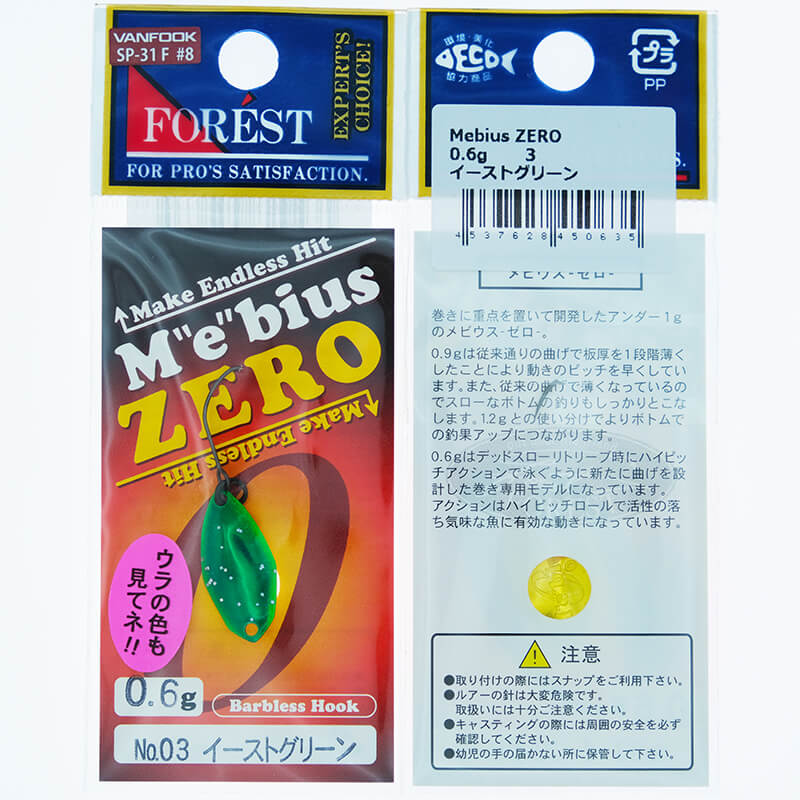 VANFOOK
SP-31 F #8
FORÉST
EXPERT'S
CHOICE!
FOR PRO'S SATISFACTION.
Make Endless Hit
M"e"bius
ZERO
Make Endless Hit
ウラの色も
見てネ!!
0.6g
Barbless Hook
No.03 イーストグリーン
環境・美化
ECO
協力商品
プラ
PP
Mebius ZERO
0.6g 3
イーストグリーン
4537628450635
S.
メビウス-ゼロ-
巻きに重点を置いて開発したアンダー1g
のメビウス-ゼロ-。
0.9gは従来通りの曲げで板厚を1段階薄く
したことにより動きのピッチを早くしてい
ます。また、従来の曲げで薄くなっているの
でスローなボトムの釣りもしっかりとこな
します。1.2gとの使い分けでよりボトムで
の釣果アップにつながります。
0.6gはデッドスローリトリーブ時にハイピッ
チアクションで泳ぐように新たに曲げを設
計した巻き専用モデルになっています。
アクションはハイピッチロールで活性の落
ち気味な魚に有効な動きになっています。
注意
●取り付けの際にはスナップをご利用下さい。
●ルアーの針は大変危険です。
取扱いには十分ご注意ください。
●キャスティングの際には周囲の安全を必ず
確認してください。
●幼児の手の届かない所に保管して下さい。